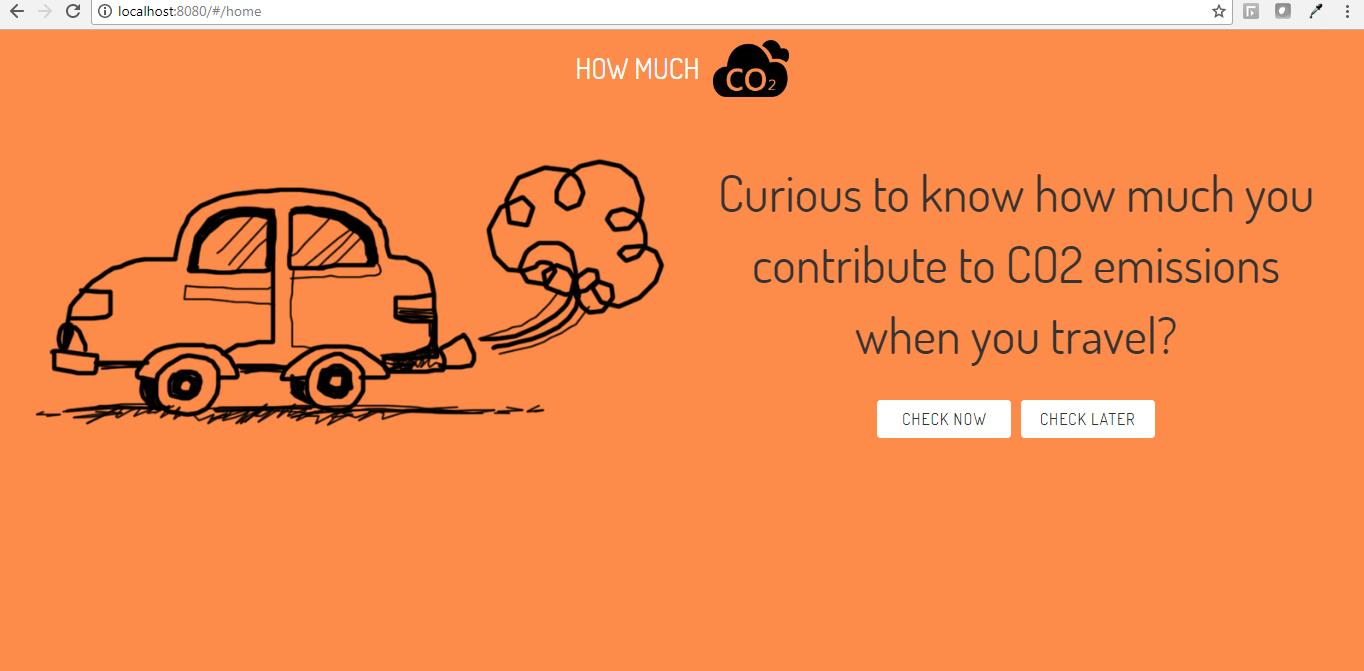 localhost:8080/#/home
HOW MUCH CO2
Curious to know how much you
contribute to CO2 emissions
when you travel?
CHECK NOW CHECK LATER